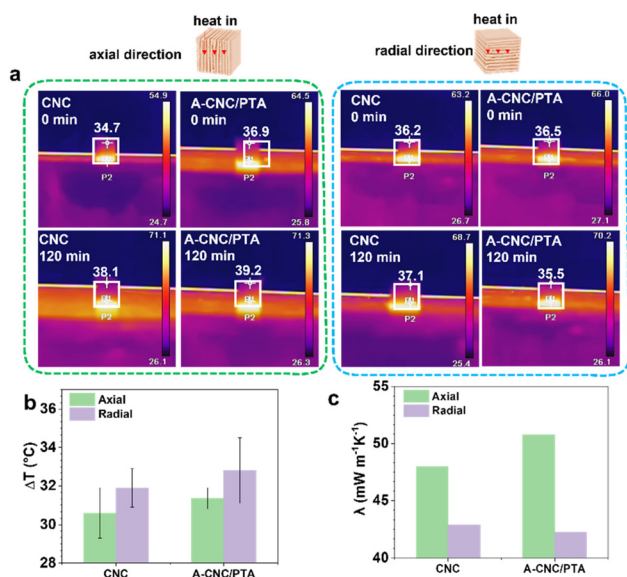 heat in
axial direction
heat in
radial direction
a
CNC
0 min
54.9
34.7
P2
24.7
A-CNC/PTA
0 min
64.5
36.9
P2
25.8
CNC
0 min
63.2
36.2
P2
26.7
A-CNC/PTA
0 min
66.0
36.5
P2
27.1
CNC
120 min
71.1
38.1
P2
26.1
A-CNC/PTA
120 min
71.3
39.2
P2
26.3
CNC
120 min
68.7
37.1
P2
25.4
A-CNC/PTA
120 min
70.2
35.5
P2
26.1
b
Axial
Radial
ΔT (°C)
36
34
32
30
28
CNC
A-CNC/PTA
c
Axial
Radial
λ (mW m⁻¹K⁻¹)
55
50
45
40
CNC
A-CNC/PTA